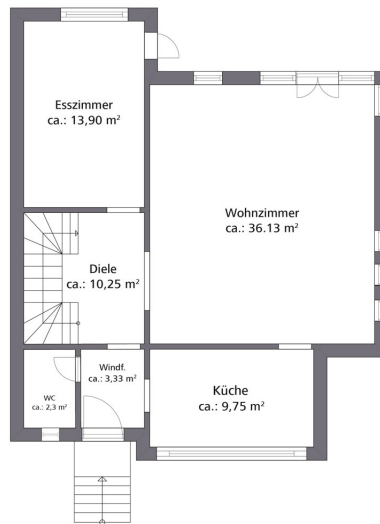 Esszimmer
ca.: 13,90 m²
Wohnzimmer
ca.: 36.13 m²
Diele
ca.: 10,25 m²
Windf.
ca.: 3,33 m²
WC
ca.: 2,3 m²
Küche
ca.: 9,75 m²